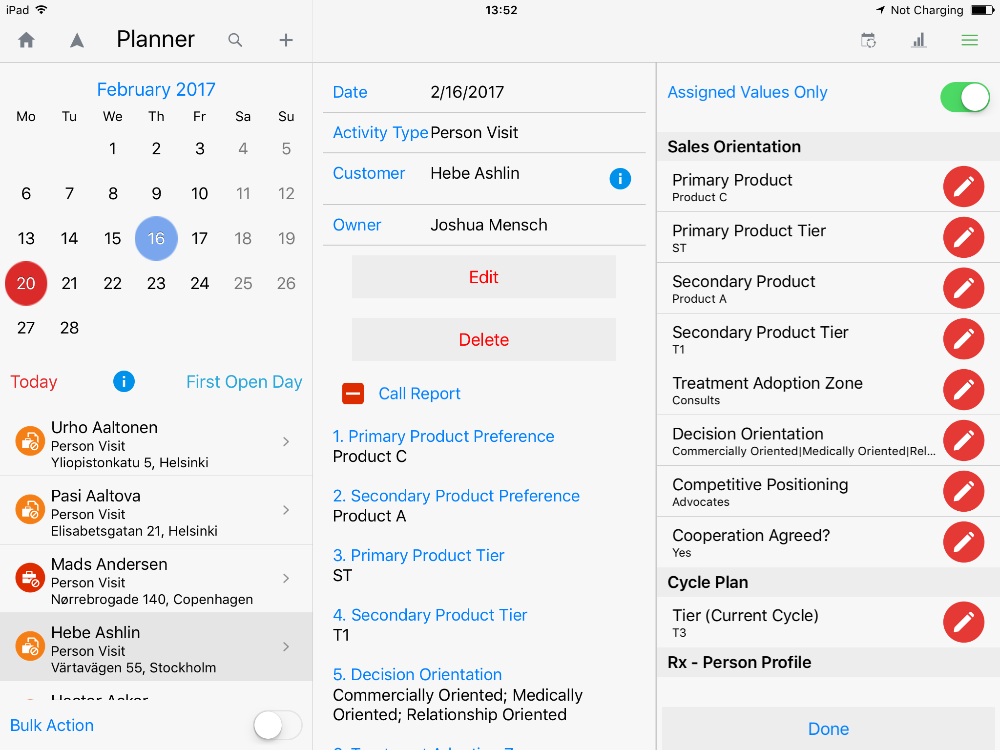 iPad
13:52
Not Charging
Planner
February 2017
Mo Tu We Th Fr Sa Su
1 2 3 4 5
6 7 8 9 10 11 12
13 14 15 16 17 18 19
20 21 22 23 24 25 26
27 28
Today
First Open Day
Urho Aaltonen
Person Visit
Yliopistonkatu 5, Helsinki
Pasi Aaltova
Person Visit
Elisabetsgatan 21, Helsinki
Mads Andersen
Person Visit
Nørrebrogade 140, Copenhagen
Hebe Ashlin
Person Visit
Värtavägen 55, Stockholm
Bulk Action
Date 2/16/2017
Activity Type Person Visit
Customer Hebe Ashlin
Owner Joshua Mensch
Edit
Delete
Call Report
1. Primary Product Preference
Product C
2. Secondary Product Preference
Product A
3. Primary Product Tier
ST
4. Secondary Product Tier
T1
5. Decision Orientation
Commercially Oriented; Medically
Oriented; Relationship Oriented
Assigned Values Only
Sales Orientation
Primary Product
Product C
Primary Product Tier
ST
Secondary Product
Product A
Secondary Product Tier
T1
Treatment Adoption Zone
Consults
Decision Orientation
Commercially Oriented|Medically Oriented|Rel...
Competitive Positioning
Advocates
Cooperation Agreed?
Yes
Cycle Plan
Tier (Current Cycle)
T3
Rx - Person Profile
Done